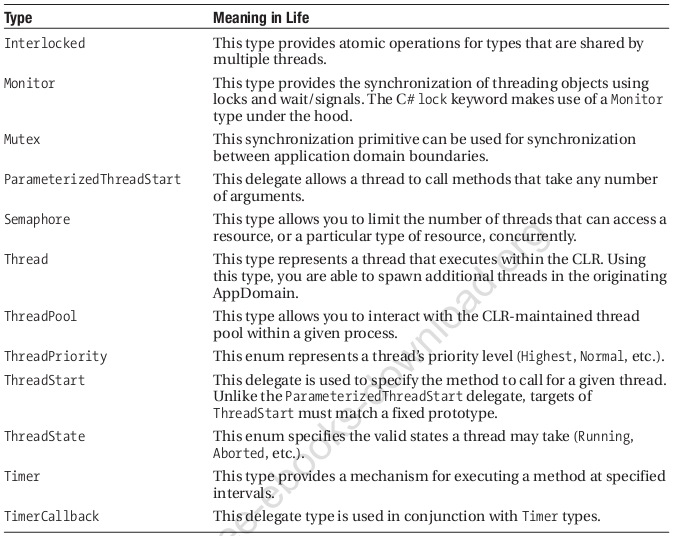 Type Meaning in Life
Interlocked This type provides atomic operations for types that are shared by
multiple threads.
Monitor This type provides the synchronization of threading objects using
locks and wait/signals. The C# lock keyword makes use of a Monitor
type under the hood.
Mutex This synchronization primitive can be used for synchronization
between application domain boundaries.
ParameterizedThreadStart This delegate allows a thread to call methods that take any number
of arguments.
Semaphore This type allows you to limit the number of threads that can access a
resource, or a particular type of resource, concurrently.
Thread This type represents a thread that executes within the CLR. Using
this type, you are able to spawn additional threads in the originating
AppDomain.
ThreadPool This type allows you to interact with the CLR-maintained thread
pool within a given process.
ThreadPriority This enum represents a thread's priority level (Highest, Normal, etc.).
ThreadStart This delegate is used to specify the method to call for a given thread.
Unlike the ParameterizedThreadStart delegate, targets of
ThreadStart must match a fixed prototype.
ThreadState This enum specifies the valid states a thread may take (Running,
Aborted, etc.).
Timer This type provides a mechanism for executing a method at specified
intervals.
TimerCallback This delegate type is used in conjunction with Timer types.
ee-ebooks-download.org